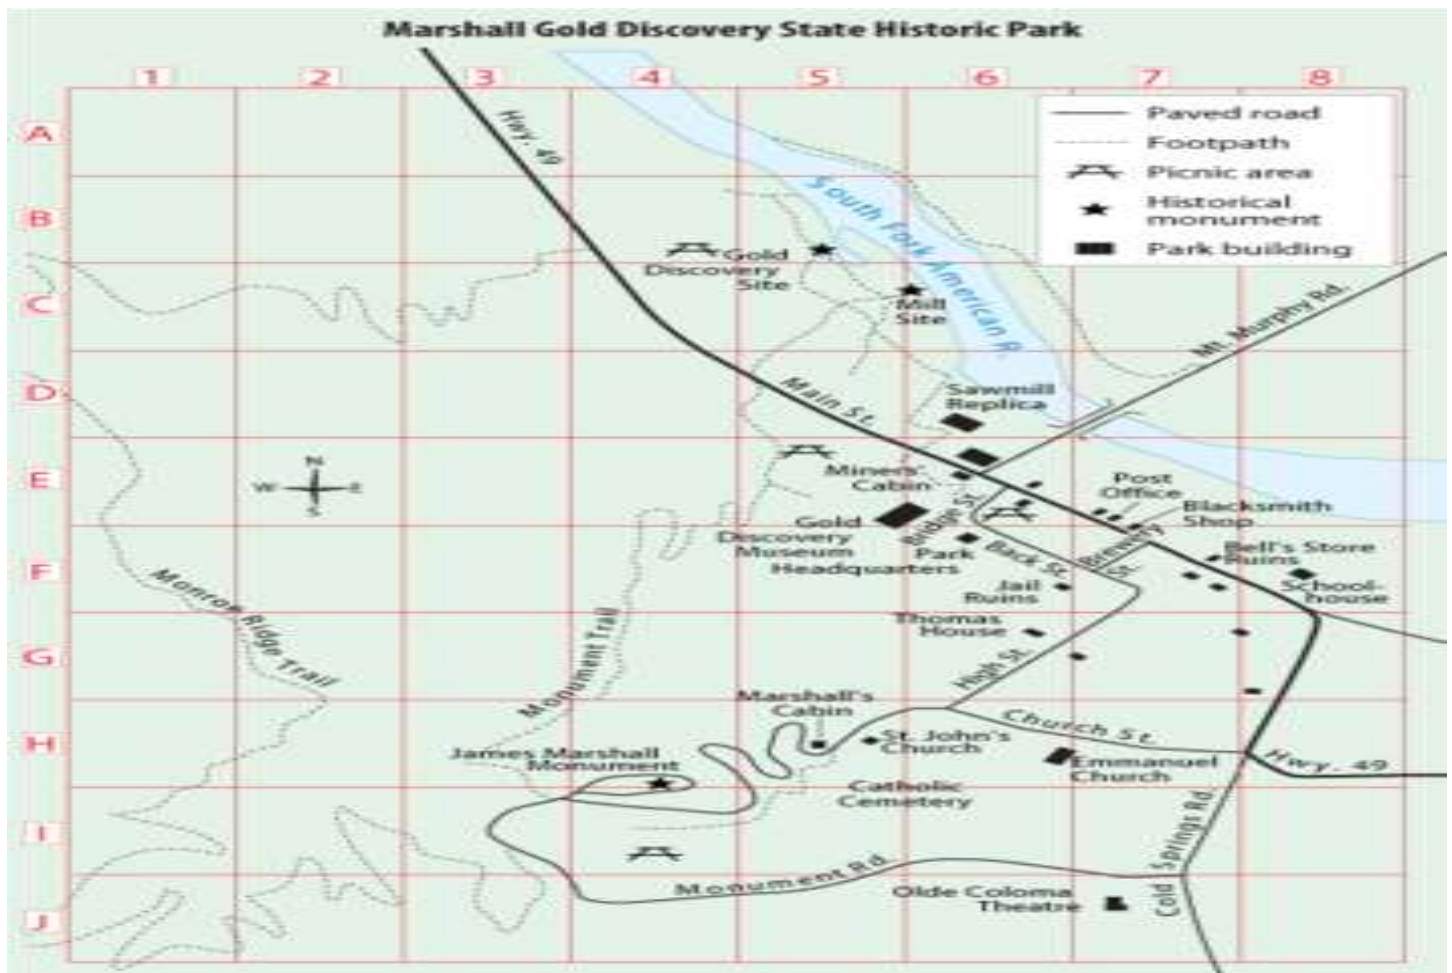 Marshall Gold Discovery State Historic Park
1 2 3 4 5 6 7 8
A
B
C
D
E
F
G
H
I
J
Paved road
Footpath
Picnic area
Historical
monument
Park building
Hwy. 49
South Fork American R.
Gold
Discovery
Site
Mill
Site
Mt. Murphy Rd.
Main St.
Sawmill
Replica
N
W E
S
Miners'
Cabin
Bridge St.
Post
Office
Blacksmith
Shop
Gold
Discovery
Museum
Park
Headquarters
Back St.
Brewery
St.
Bell's Store
Ruins
School-
house
Jail
Ruins
Thomas
House
High St.
Monroe Ridge Trail
Monument Trail
Marshall's
Cabin
St. John's
Church
Church St.
Hwy. 49
James Marshall
Monument
Emmanuel
Church
Catholic
Cemetery
Monument Rd.
Cold Springs Rd.
Olde Coloma
Theatre